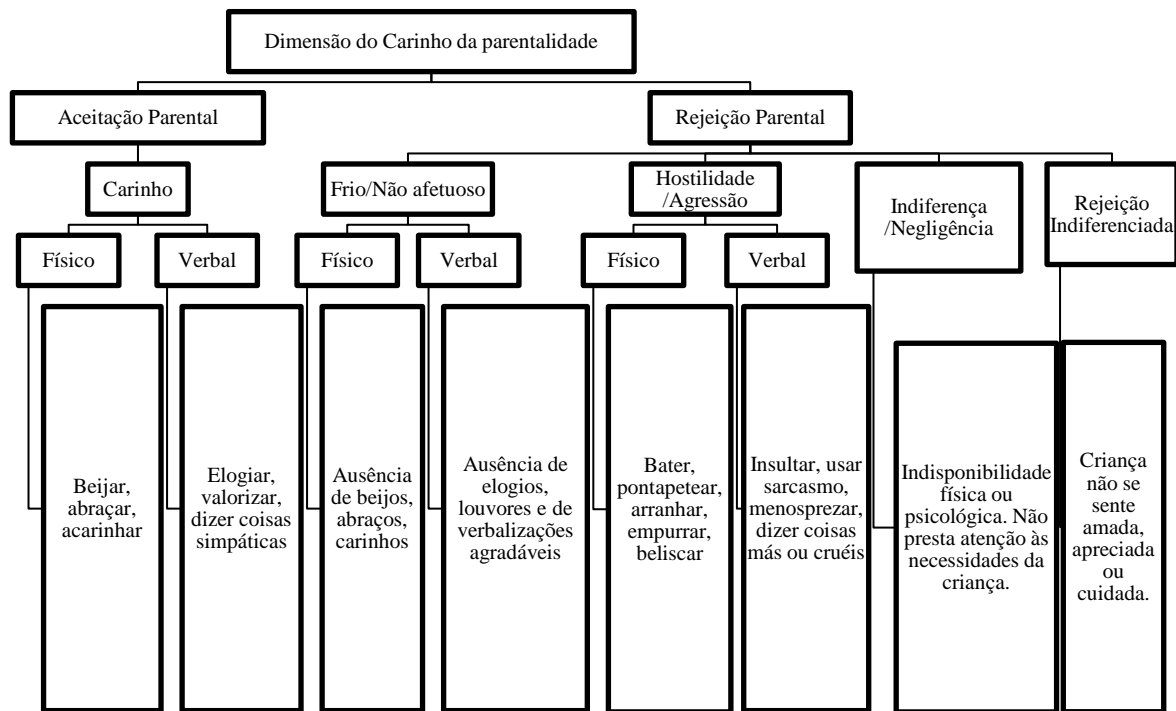 Dimensão do Carinho da parentalidade
Aceitação Parental
Rejeição Parental
Carinho
Frio/Não afetuoso
Hostilidade
/Agressão
Indiferença
/Negligência
Rejeição
Indiferenciada
Físico
Verbal
Físico
Verbal
Físico
Verbal
Beijar,
abraçar,
acarinhar
Elogiar,
valorizar,
dizer coisas
simpáticas
Ausência
de beijos,
abraços,
carinhos
Ausência de
elogios,
louvores e de
verbalizações
agradáveis
Bater,
pontapetear,
arranhar,
empurrar,
beliscar
Insultar, usar
sarcasmo,
menosprezar,
dizer coisas
más ou cruéis
Indisponibilidade
física ou
psicológica. Não
presta atenção às
necessidades da
criança.
Criança
não se
sente
amada,
apreciada
ou
cuidada.